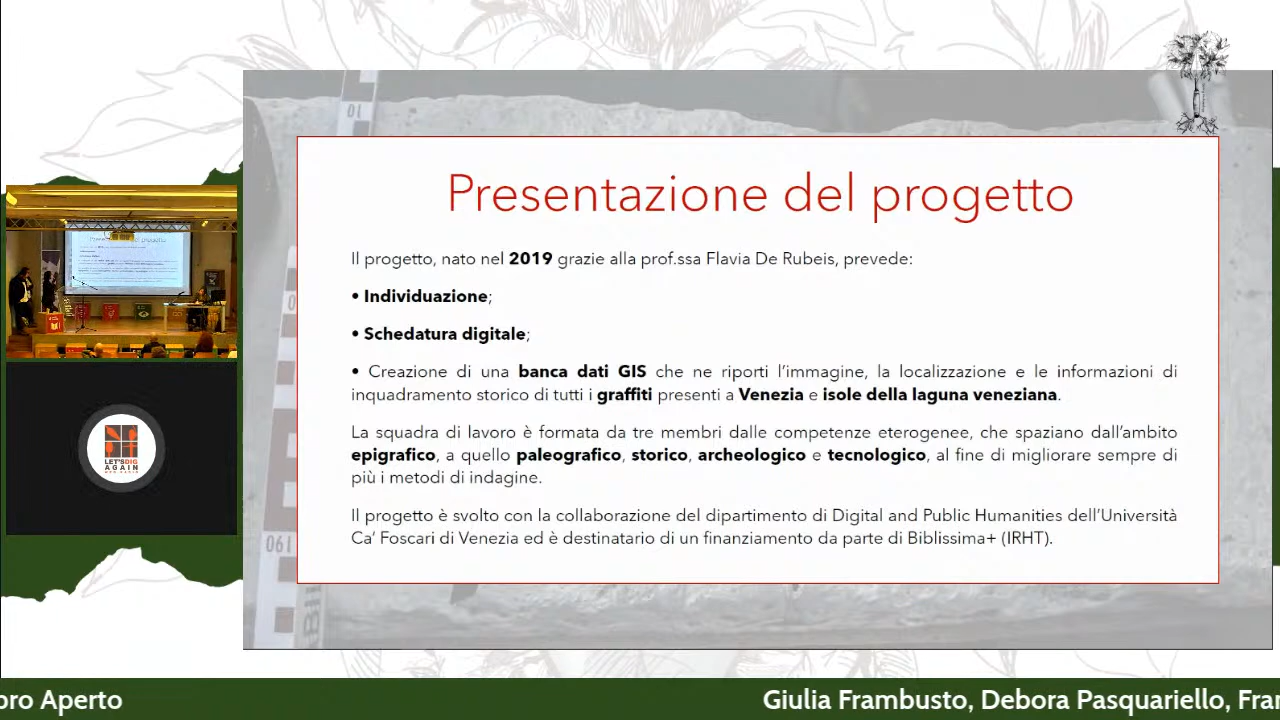 Presentazione del progetto
Il progetto, nato nel 2019 grazie alla prof.ssa Flavia De Rubeis, prevede:
• Individuazione;
• Schedatura digitale;
• Creazione di una banca dati GIS che ne riporti l'immagine, la localizzazione e le informazioni di
inquadramento storico di tutti i graffiti presenti a Venezia e isole della laguna veneziana.
La squadra di lavoro è formata da tre membri dalle competenze eterogenee, che spaziano dall'ambito
epigrafico, a quello paleografico, storico, archeologico e tecnologico, al fine di migliorare sempre di
più i metodi di indagine.
Il progetto è svolto con la collaborazione del dipartimento di Digital and Public Humanities dell'Università
Ca' Foscari di Venezia ed è destinatario di un finanziamento da parte di Biblissima+ (IRHT).
01
061
LET'S DIG
AGAIN
bro Aperto
Giulia Frambusto, Debora Pasquariello, Fran